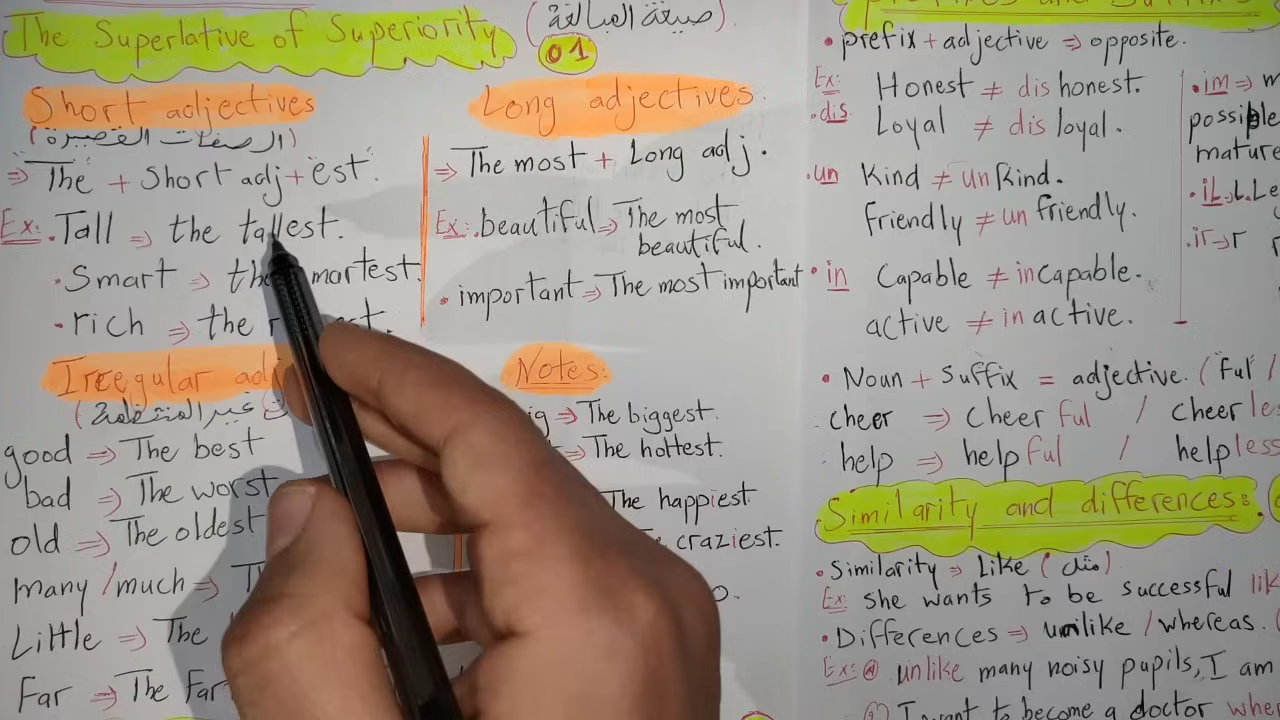 The Superlative of Superiority
(صيغة المبالغة)
01
Short adjectives
(الصفات القصيرة)
⇒ "The" + Short adj + "est".
Ex: . Tall ⇒ the tallest.
. Smart ⇒ the smartest.
. rich ⇒ the
Long adjectives.
⇒ The most + Long adj.
Ex: . beautiful ⇒ The most
beautiful.
. important ⇒ The most important
Irregular adj
غير المنتظمة)
good ⇒ The best
bad ⇒ The worst
old ⇒ The oldest
many / much ⇒
Little ⇒ The
Far ⇒ The
Notes:
⇒ The biggest.
⇒ The hottest.
The happiest
craziest.
. prefix + adjective ⇒ opposite.
Ex: Honest ≠ dishonest.
.dis Loyal ≠ disloyal.
.un Kind ≠ unkind.
friendly ≠ unfriendly.
. in Capable ≠ incapable.
active ≠ inactive.
. im ⇒
possible
mature
. iL
. ir ⇒ r
. Noun + suffix = adjective. (ful /
cheer ⇒ cheerful / cheerle
. help ⇒ helpful / helpless
Similarity and differences:
. Similarity ⇒ Like (مثل)
Ex: she wants to be successful lik
. Differences ⇒ unlike / whereas.
Ex: unlike many noisy pupils, I am
I want to become a doctor wher